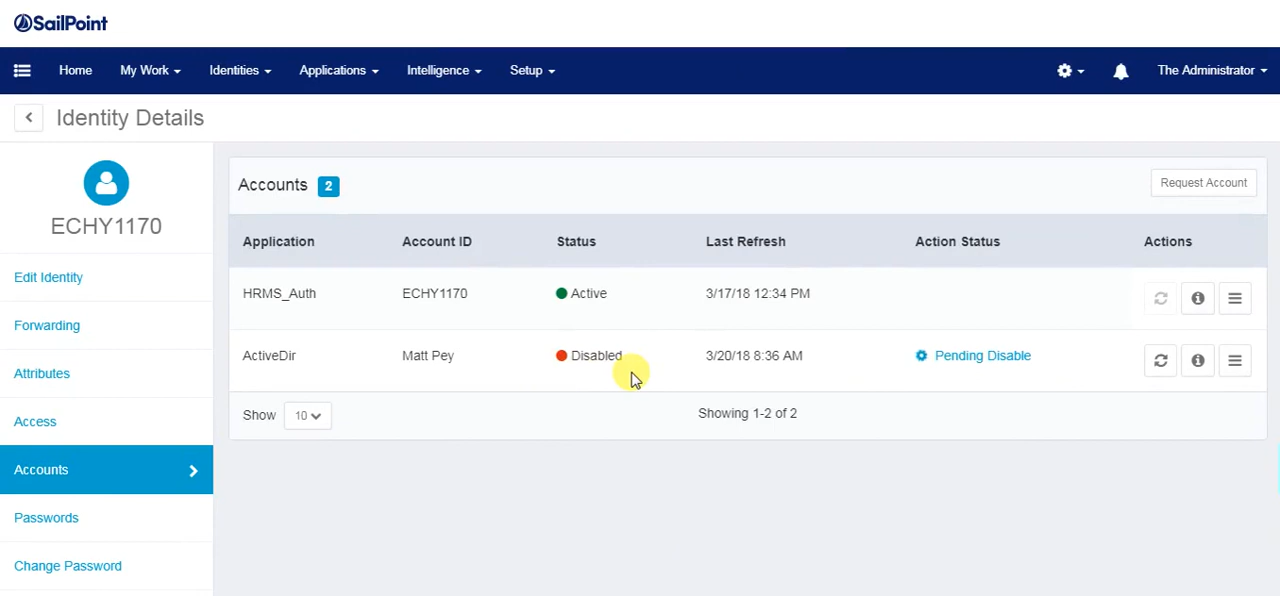 SailPoint
Home My Work Identities Applications Intelligence Setup The Administrator
Identity Details
ECHY1170
Edit Identity
Forwarding
Attributes
Access
Accounts
Passwords
Change Password
Accounts 2 Request Account
Application Account ID Status Last Refresh Action Status Actions
HRMS_Auth ECHY1170 Active 3/17/18 12:34 PM
ActiveDir Matt Pey Disabled 3/20/18 8:36 AM Pending Disable
Show 10 Showing 1-2 of 2